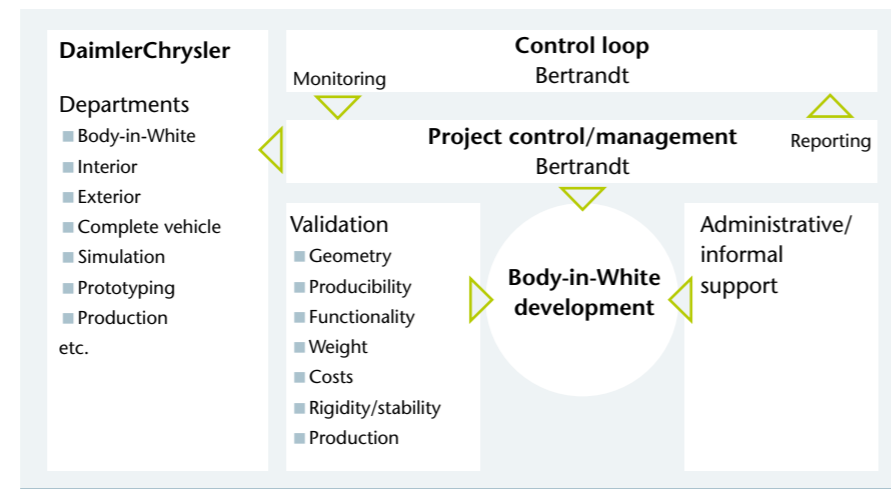 DaimlerChrysler
Departments
Body-in-White
Interior
Exterior
Complete vehicle
Simulation
Prototyping
Production
etc.
Control loop
Bertrandt
Monitoring
Project control/management
Bertrandt
Reporting
Validation
Geometry
Producibility
Functionality
Weight
Costs
Rigidity/stability
Production
Body-in-White
development
Administrative/
informal
support